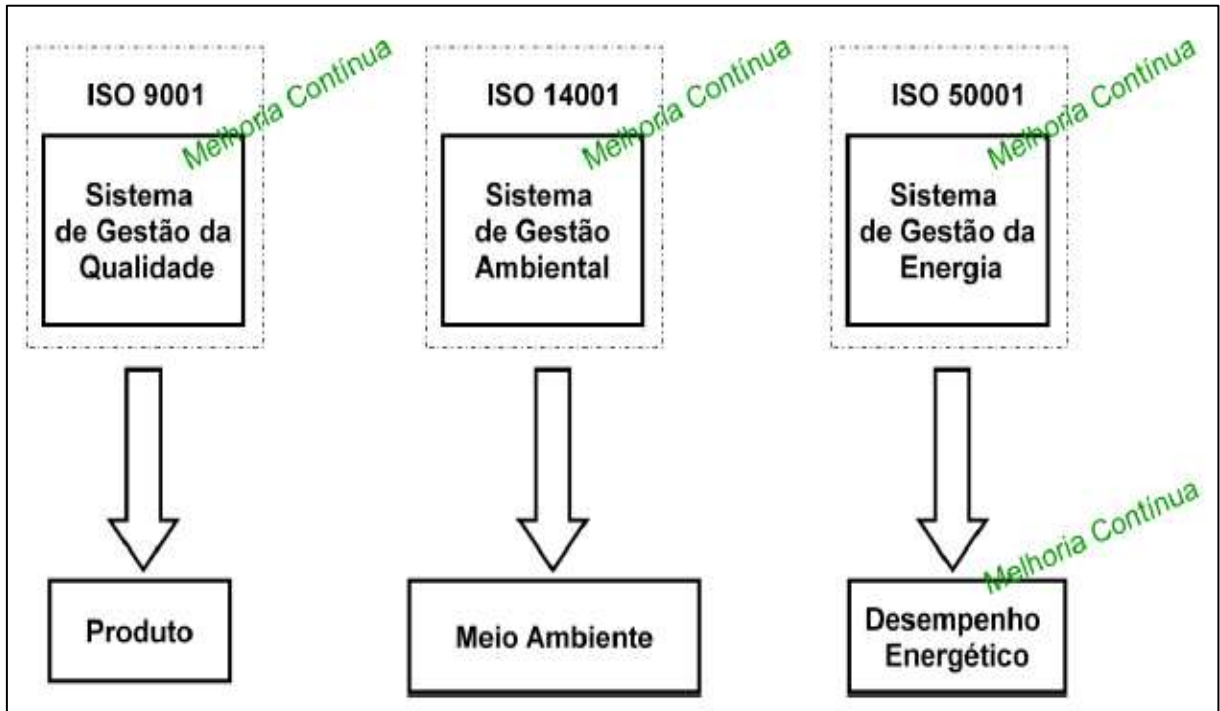 ISO 9001
Melhoria Contínua
Sistema
de Gestão da
Qualidade
Produto
ISO 14001
Melhoria Contínua
Sistema
de Gestão
Ambiental
Meio Ambiente
ISO 50001
Melhoria Contínua
Sistema
de Gestão da
Energia
Melhoria Contínua
Desempenho
Energético